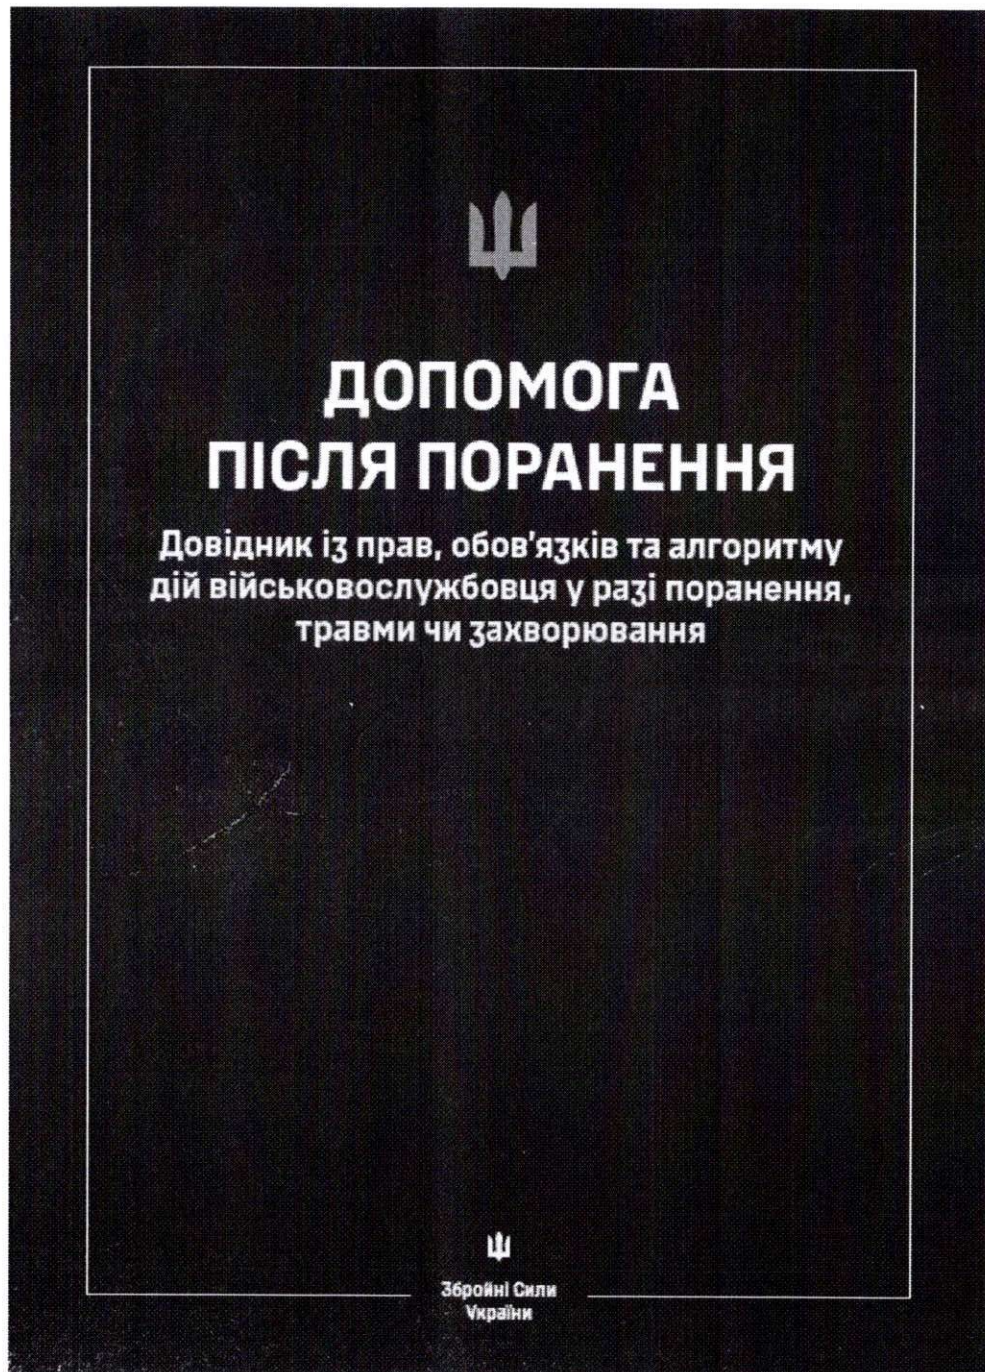 ДОПОМОГА
ПІСЛЯ ПОРАНЕННЯ
Довідник із прав, обов'язків та алгоритму
дій військовослужбовця у разі поранення,
травми чи захворювання
Збройні Сили
України